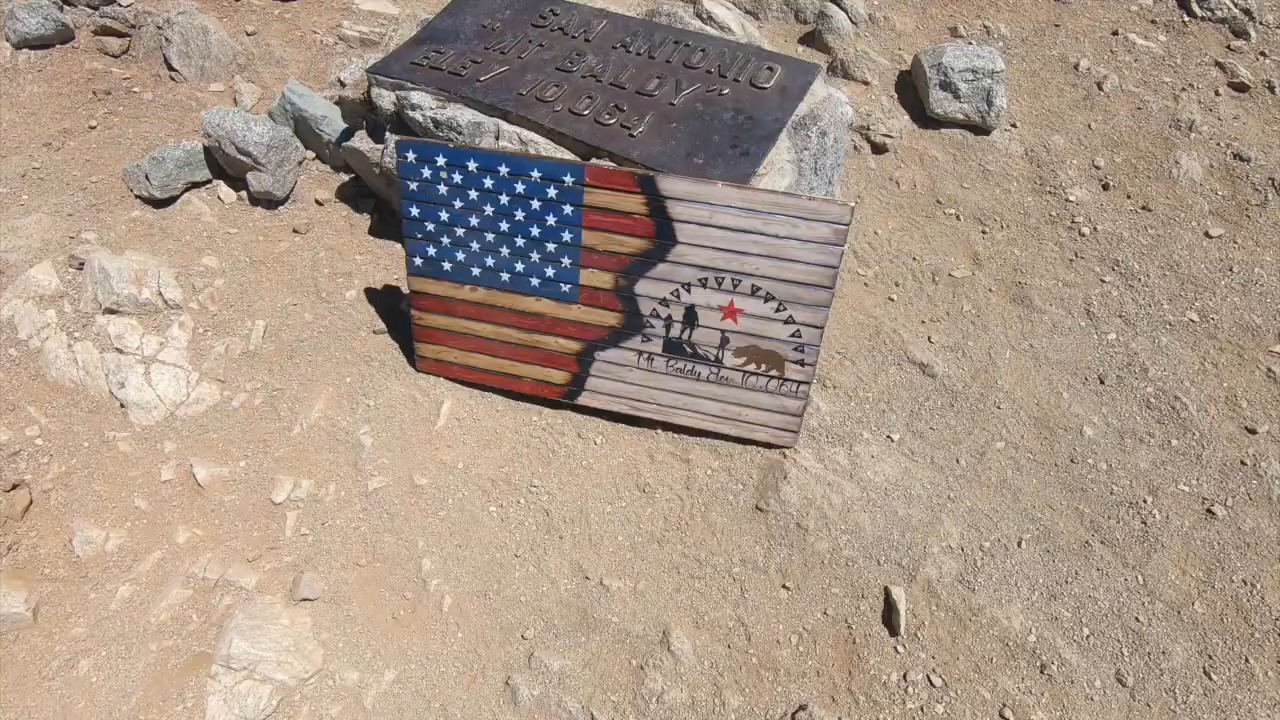 SAN ANTONIO
"MT BALDY"
ELEV 10,064
Mt. Baldy Elev. 10,064